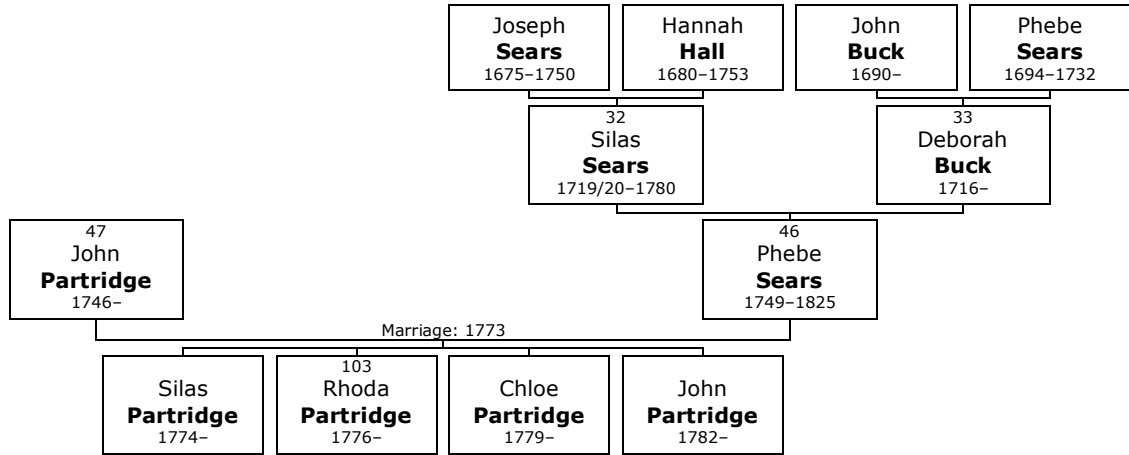 Joseph
Sears
1675–1750
Hannah
Hall
1680–1753
John
Buck
1690–
Phebe
Sears
1694–1732
32
Silas
Sears
1719/20–1780
33
Deborah
Buck
1716–
47
John
Partridge
1746–
46
Phebe
Sears
1749–1825
Marriage: 1773
Silas
Partridge
1774–
103
Rhoda
Partridge
1776–
Chloe
Partridge
1779–
John
Partridge
1782–